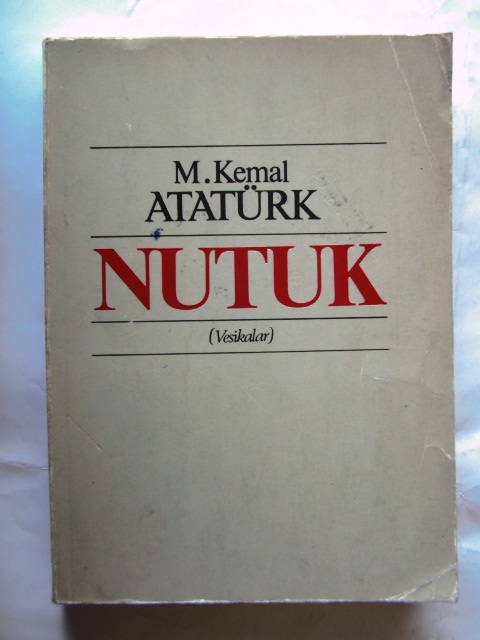 M. Kemal
ATATÜRK
NUTUK
(Vesikalar)